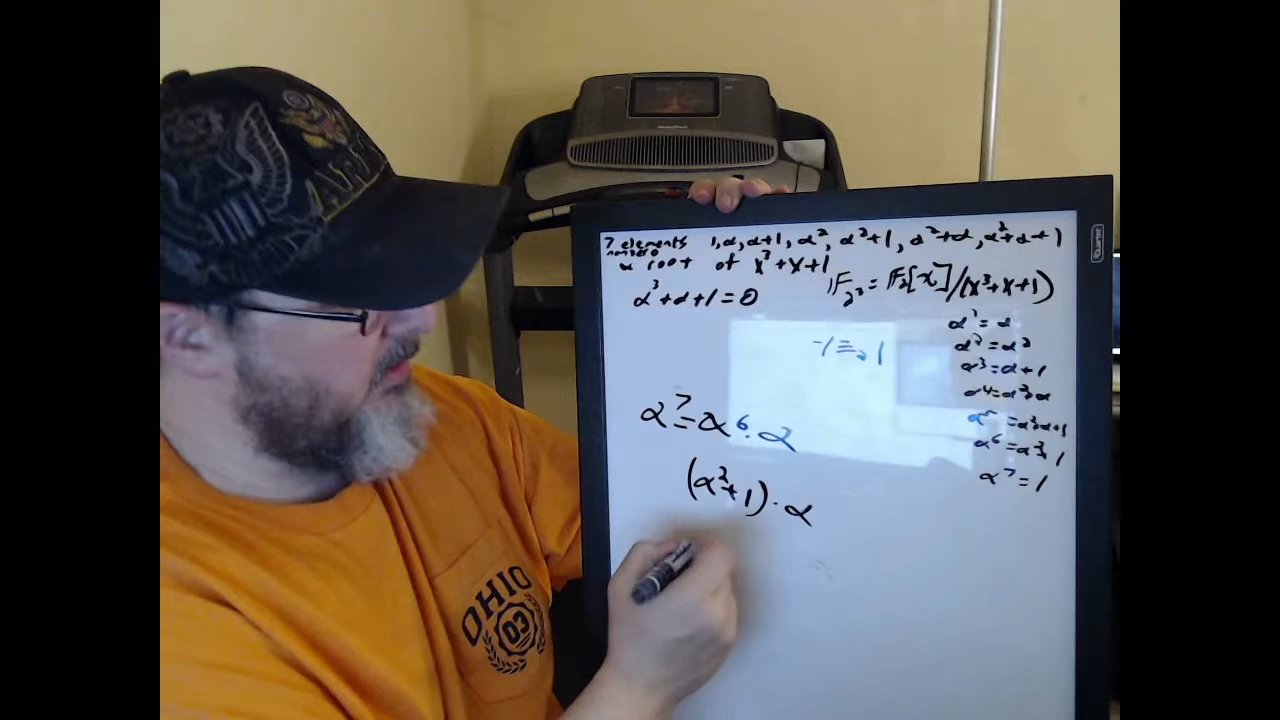 ARMY
7 elements 1, α, α+1, α², α²+1, α²+α, α²+α+1
nonzero
α root of x³+x+1
α³+α+1=0
𝔽₂³ = 𝔽₂[x]/(x³+x+1)
α¹ = α
-1 ≡₂ 1
α² = α²
α³ = α+1
α⁴ = α²+α
α⁵ = α²+α+1
α⁶ = α²+1
α⁷ = 1
α⁷ = α⁶·α
(α²+1)·α
OHIO
03